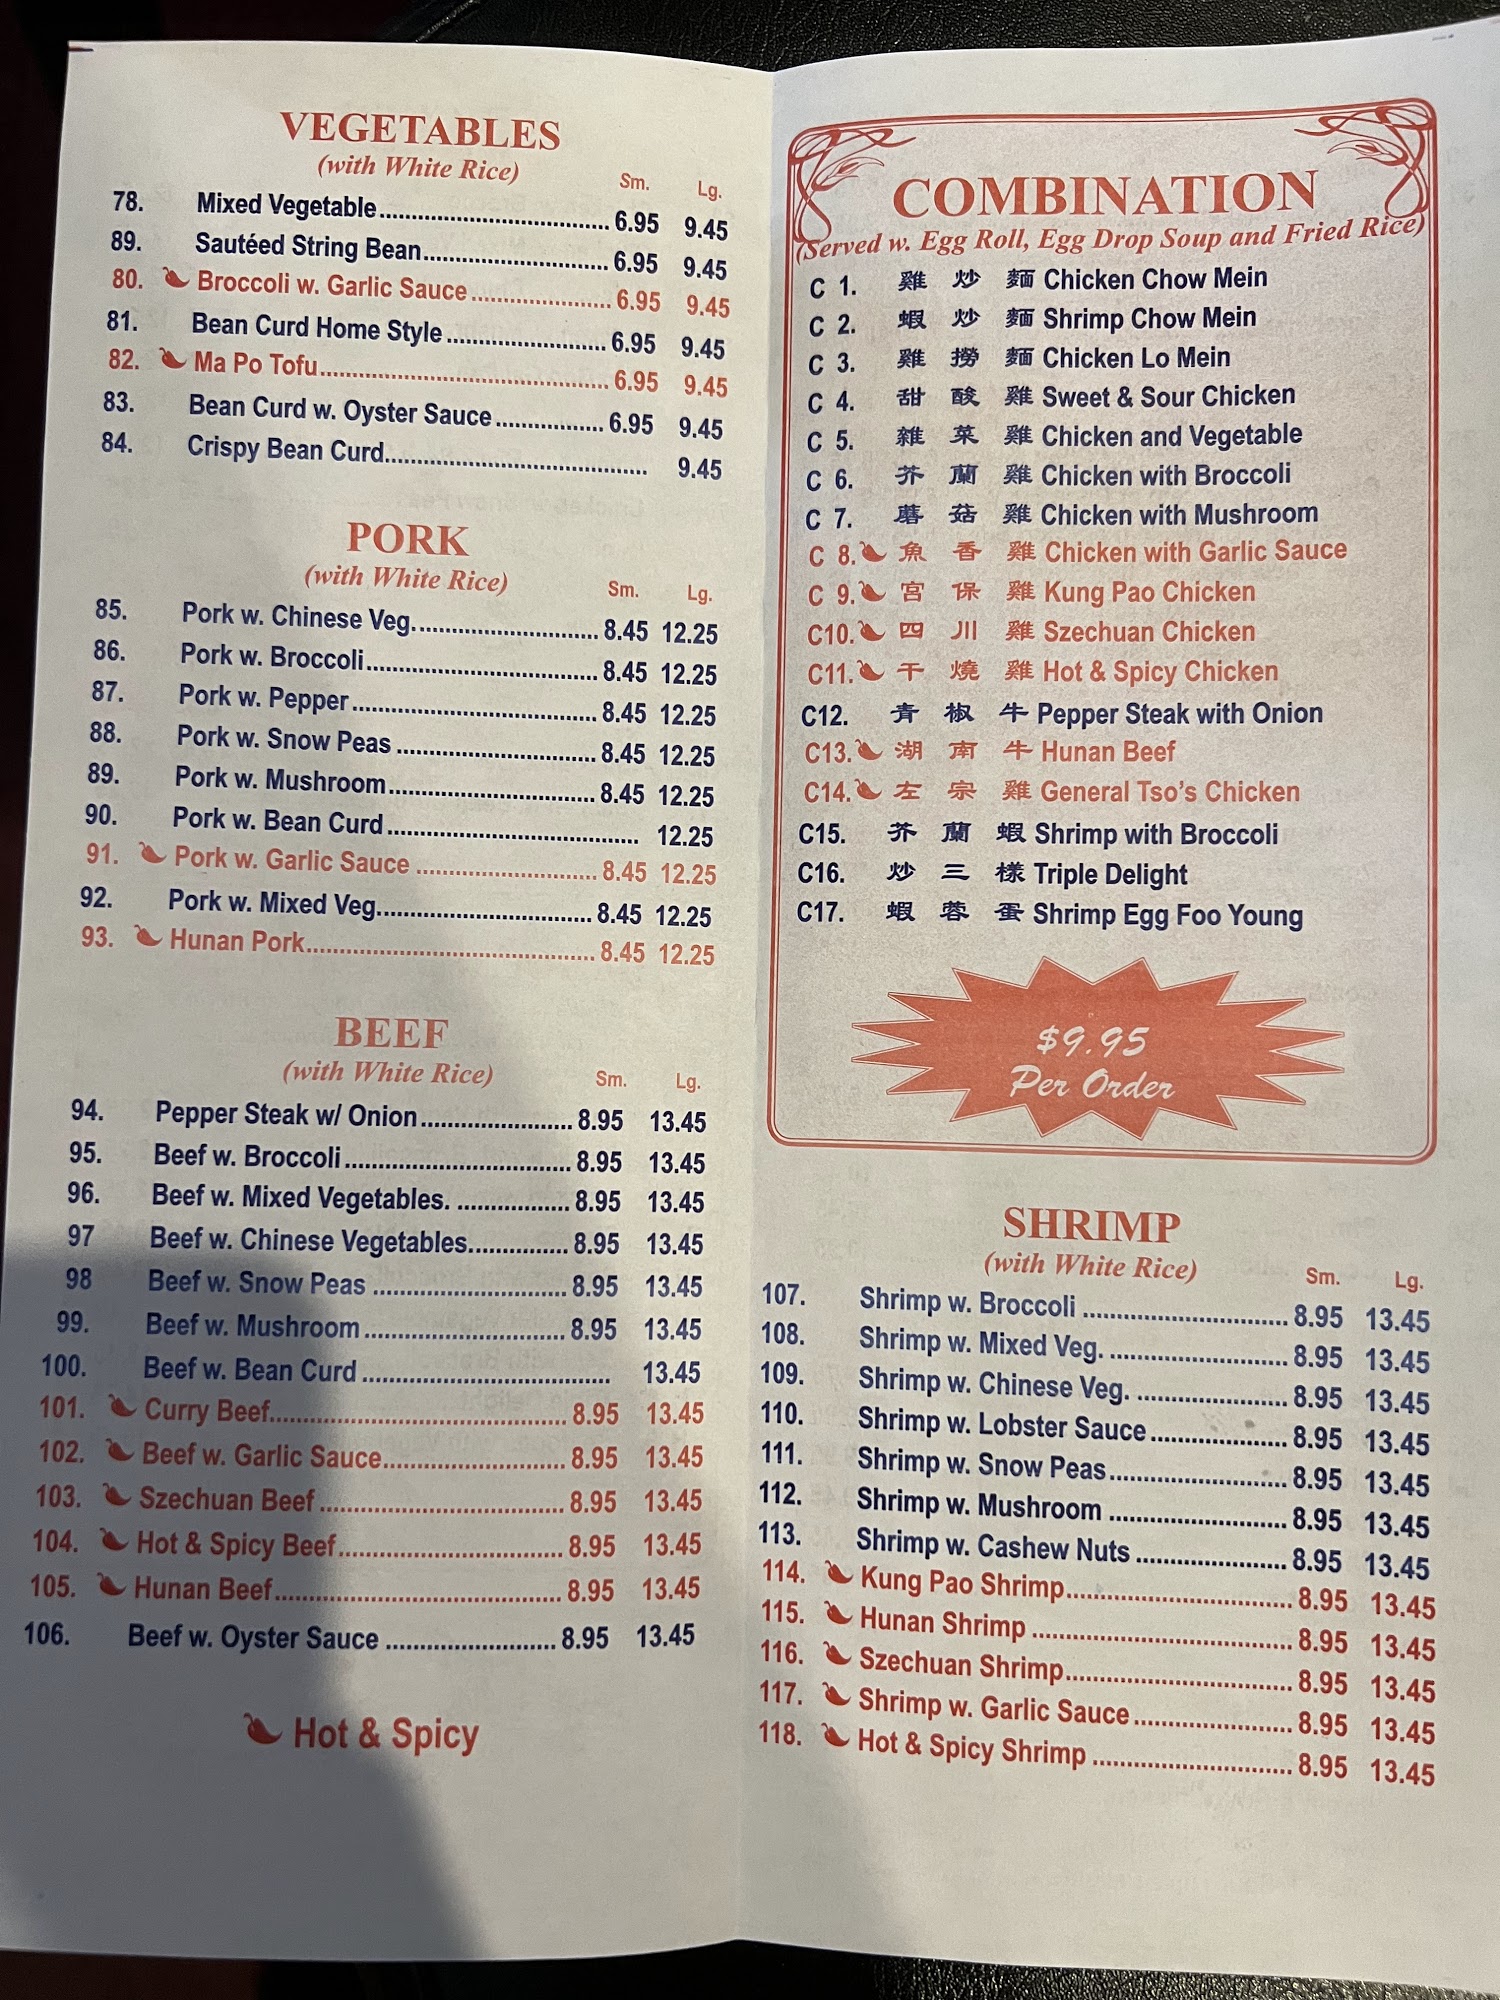 VEGETABLES
(with White Rice)
Sm. Lg.
78. Mixed Vegetable 6.95 9.45
89. Sautéed String Bean 6.95 9.45
80. Broccoli w. Garlic Sauce 6.95 9.45
81. Bean Curd Home Style 6.95 9.45
82. Ma Po Tofu 6.95 9.45
83. Bean Curd w. Oyster Sauce 6.95 9.45
84. Crispy Bean Curd 9.45
PORK
(with White Rice)
Sm. Lg.
85. Pork w. Chinese Veg. 8.45 12.25
86. Pork w. Broccoli 8.45 12.25
87. Pork w. Pepper 8.45 12.25
88. Pork w. Snow Peas 8.45 12.25
89. Pork w. Mushroom 8.45 12.25
90. Pork w. Bean Curd 12.25
91. Pork w. Garlic Sauce 8.45 12.25
92. Pork w. Mixed Veg. 8.45 12.25
93. Hunan Pork 8.45 12.25
BEEF
(with White Rice)
Sm. Lg.
94. Pepper Steak w/ Onion 8.95 13.45
95. Beef w. Broccoli 8.95 13.45
96. Beef w. Mixed Vegetables. 8.95 13.45
97 Beef w. Chinese Vegetables. 8.95 13.45
98 Beef w. Snow Peas 8.95 13.45
99. Beef w. Mushroom 8.95 13.45
100. Beef w. Bean Curd 13.45
101. Curry Beef 8.95 13.45
102. Beef w. Garlic Sauce 8.95 13.45
103. Szechuan Beef 8.95 13.45
104. Hot & Spicy Beef 8.95 13.45
105. Hunan Beef 8.95 13.45
106. Beef w. Oyster Sauce 8.95 13.45
Hot & Spicy
COMBINATION
(Served w. Egg Roll, Egg Drop Soup and Fried Rice)
C 1. 雞炒麵 Chicken Chow Mein
C 2. 蝦炒麵 Shrimp Chow Mein
C 3. 雞撈麵 Chicken Lo Mein
C 4. 甜酸雞 Sweet & Sour Chicken
C 5. 雜菜雞 Chicken and Vegetable
C 6. 芥蘭雞 Chicken with Broccoli
C 7. 蘑菇雞 Chicken with Mushroom
C 8. 魚香雞 Chicken with Garlic Sauce
C 9. 宮保雞 Kung Pao Chicken
C10. 四川雞 Szechuan Chicken
C11. 干燒雞 Hot & Spicy Chicken
C12. 青椒牛 Pepper Steak with Onion
C13. 湖南牛 Hunan Beef
C14. 左宗雞 General Tso's Chicken
C15. 芥蘭蝦 Shrimp with Broccoli
C16. 炒三樣 Triple Delight
C17. 蝦蓉蛋 Shrimp Egg Foo Young
$9.95
Per Order
SHRIMP
(with White Rice)
Sm. Lg.
107. Shrimp w. Broccoli 8.95 13.45
108. Shrimp w. Mixed Veg. 8.95 13.45
109. Shrimp w. Chinese Veg. 8.95 13.45
110. Shrimp w. Lobster Sauce 8.95 13.45
111. Shrimp w. Snow Peas 8.95 13.45
112. Shrimp w. Mushroom 8.95 13.45
113. Shrimp w. Cashew Nuts 8.95 13.45
114. Kung Pao Shrimp 8.95 13.45
115. Hunan Shrimp 8.95 13.45
116. Szechuan Shrimp 8.95 13.45
117. Shrimp w. Garlic Sauce 8.95 13.45
118. Hot & Spicy Shrimp 8.95 13.45